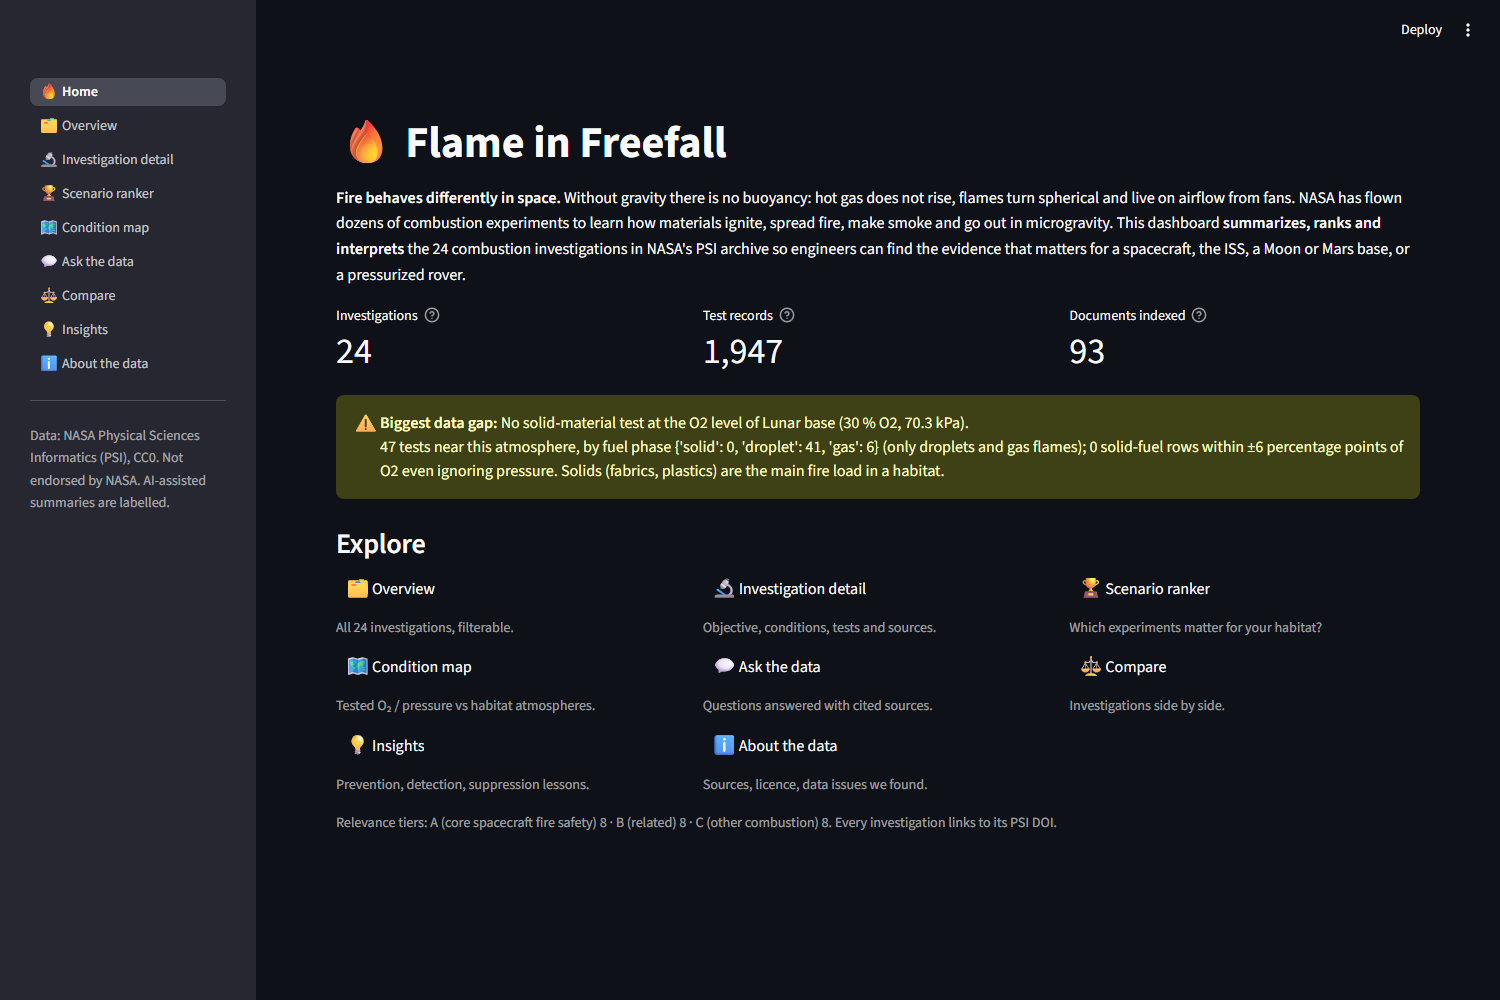 Deploy
Home
Overview
Investigation detail
Scenario ranker
Condition map
Ask the data
Compare
Insights
About the data
Data: NASA Physical Sciences
Informatics (PSI), CC0. Not
endorsed by NASA. AI-assisted
summaries are labelled.
Flame in Freefall
Fire behaves differently in space. Without gravity there is no buoyancy: hot gas does not rise, flames turn spherical and live on airflow from fans. NASA has flown
dozens of combustion experiments to learn how materials ignite, spread fire, make smoke and go out in microgravity. This dashboard summarizes, ranks and
interprets the 24 combustion investigations in NASA's PSI archive so engineers can find the evidence that matters for a spacecraft, the ISS, a Moon or Mars base, or
a pressurized rover.
Investigations
24
Test records
1,947
Documents indexed
93
Biggest data gap: No solid-material test at the O2 level of Lunar base (30 % O2, 70.3 kPa).
47 tests near this atmosphere, by fuel phase {'solid': 0, 'droplet': 41, 'gas': 6} (only droplets and gas flames); 0 solid-fuel rows within ±6 percentage points of
O2 even ignoring pressure. Solids (fabrics, plastics) are the main fire load in a habitat.
Explore
Overview
All 24 investigations, filterable.
Investigation detail
Objective, conditions, tests and sources.
Scenario ranker
Which experiments matter for your habitat?
Condition map
Tested O₂ / pressure vs habitat atmospheres.
Ask the data
Questions answered with cited sources.
Compare
Investigations side by side.
Insights
Prevention, detection, suppression lessons.
About the data
Sources, licence, data issues we found.
Relevance tiers: A (core spacecraft fire safety) 8 · B (related) 8 · C (other combustion) 8. Every investigation links to its PSI DOI.